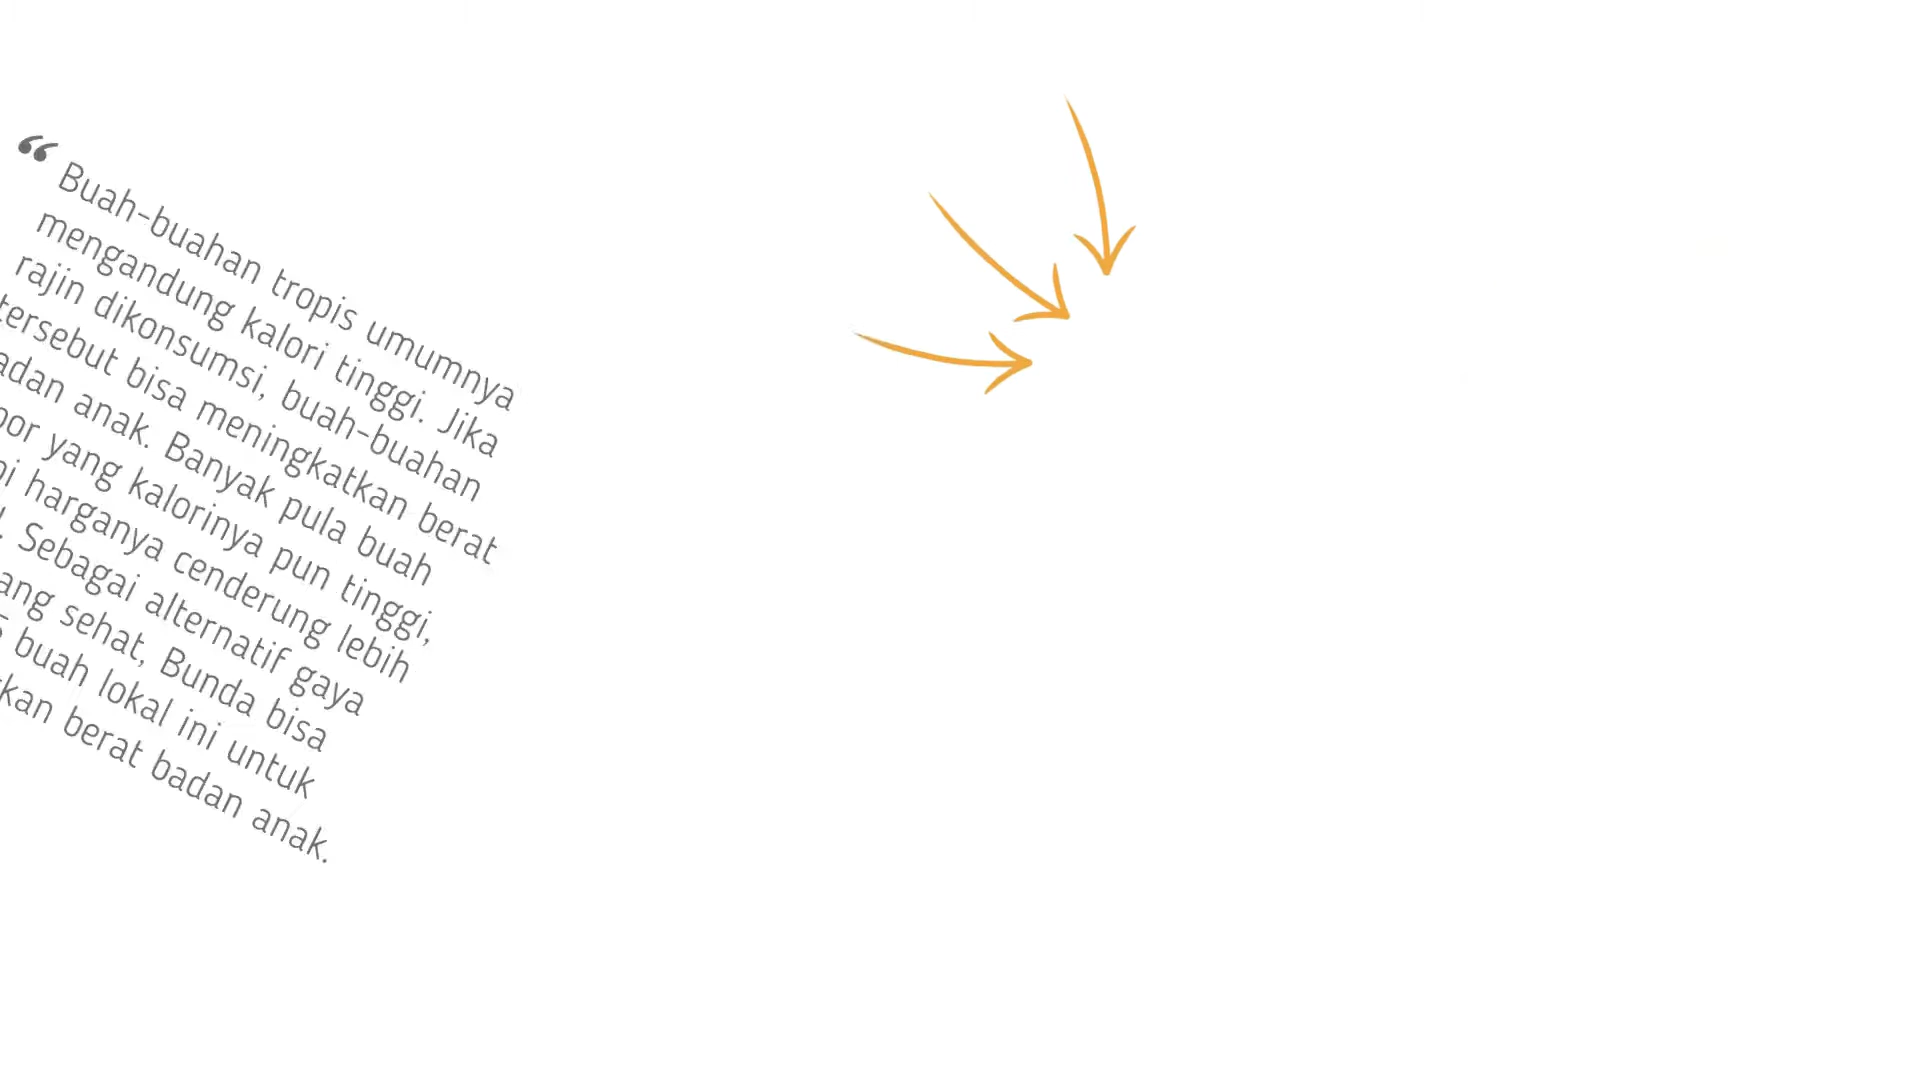 “ Buah-buahan tropis umumnya
mengandung kalori tinggi. Jika
rajin dikonsumsi, buah-buahan
tersebut bisa meningkatkan berat
anak. Banyak pula buah
yang kalorinya pun tinggi,
harganya cenderung lebih
Sebagai alternatif gaya
sehat, Bunda bisa
buah lokal ini untuk
berat badan anak.